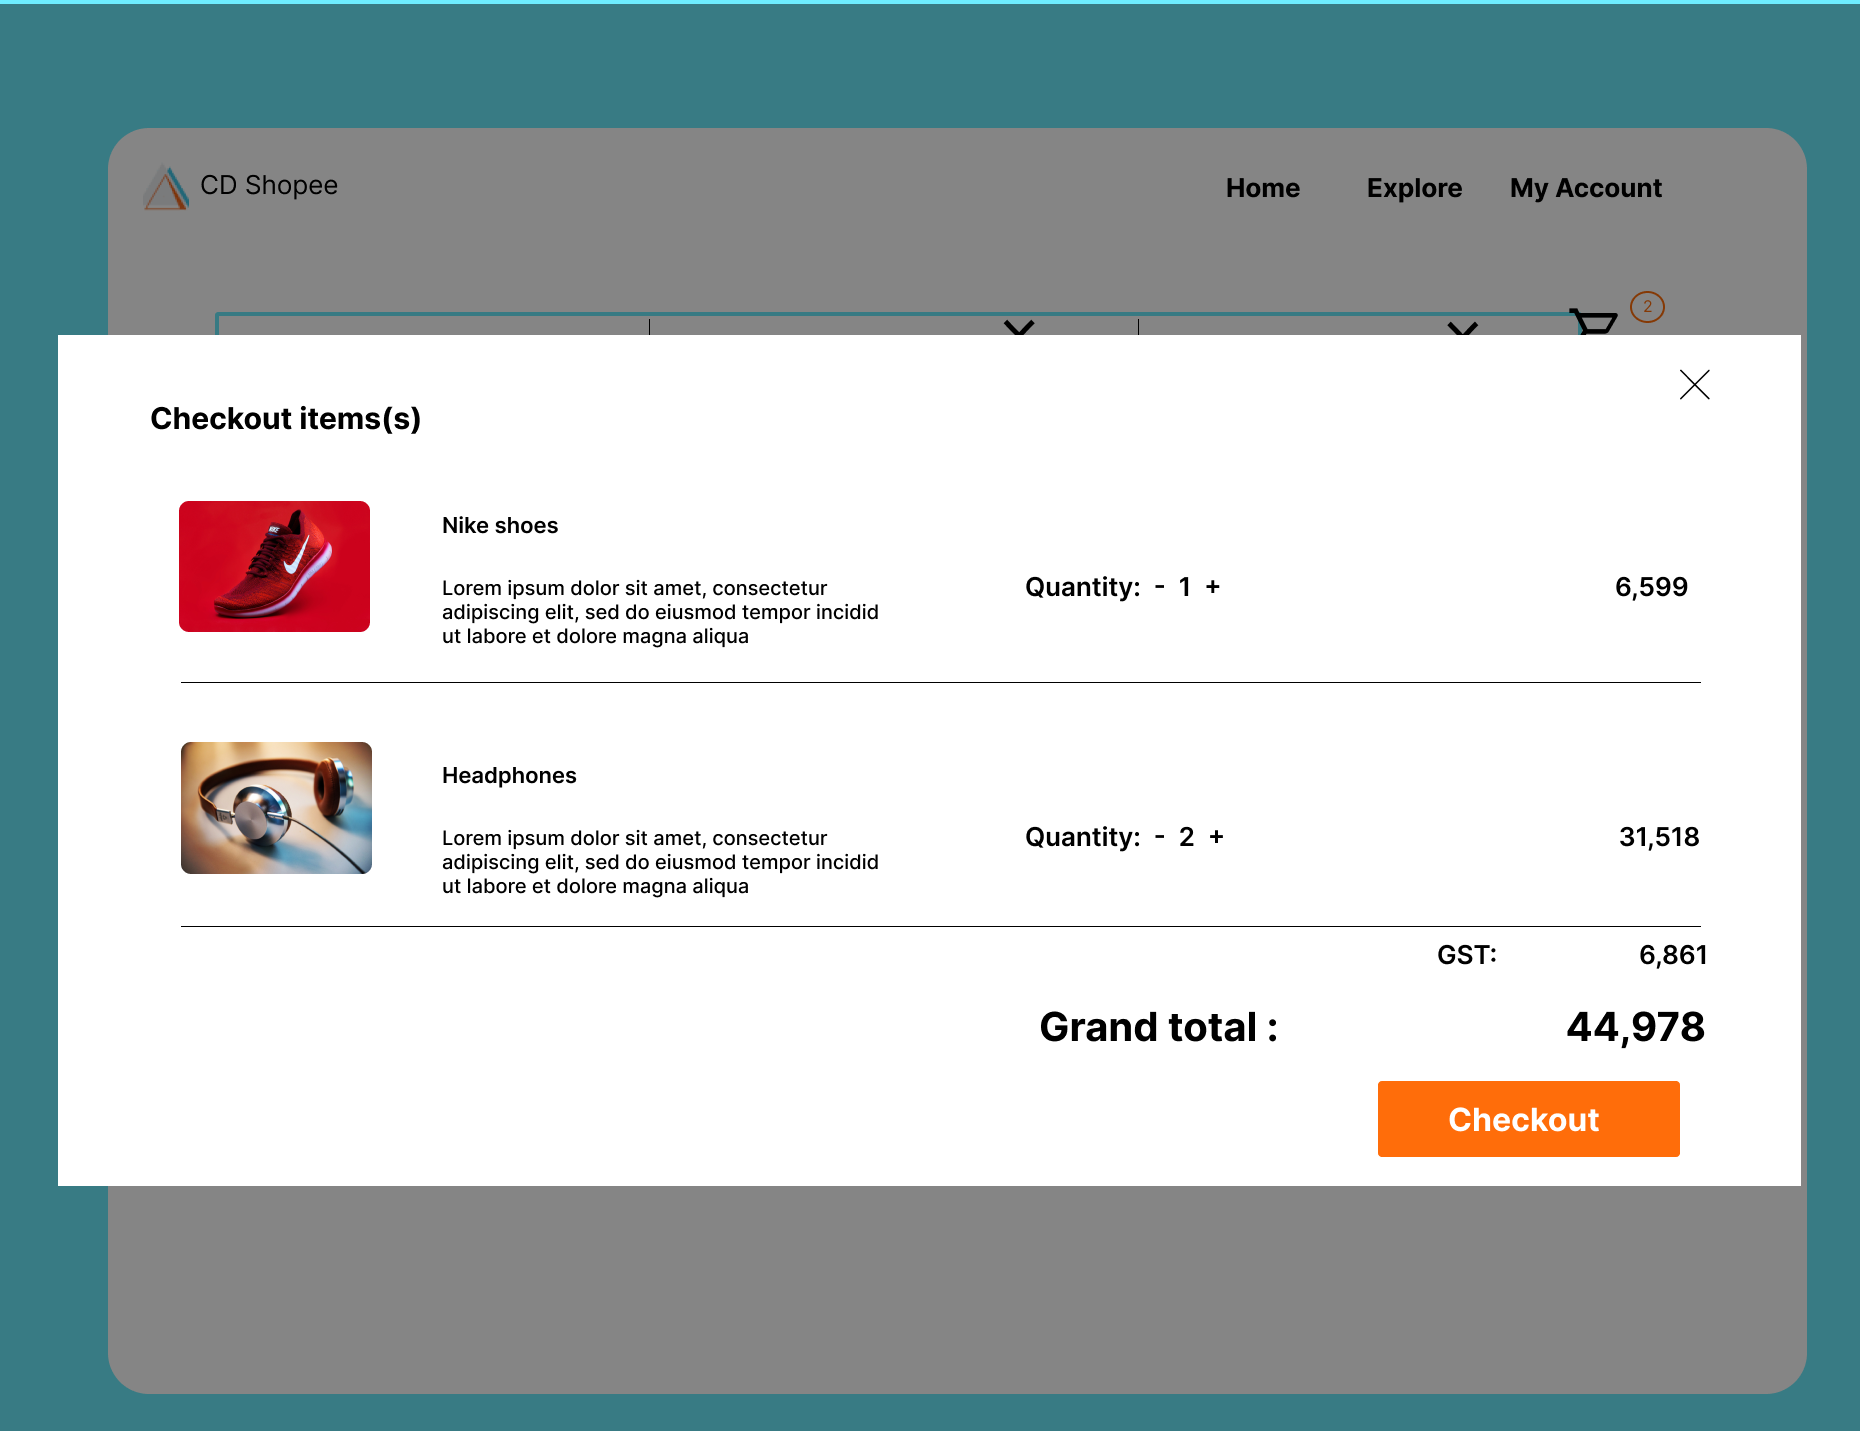 CD Shopee
Home Explore My Account
2
Checkout items(s)
Nike shoes
Lorem ipsum dolor sit amet, consectetur
adipiscing elit, sed do eiusmod tempor incidid
ut labore et dolore magna aliqua
Quantity: - 1 +
6,599
Headphones
Lorem ipsum dolor sit amet, consectetur
adipiscing elit, sed do eiusmod tempor incidid
ut labore et dolore magna aliqua
Quantity: - 2 +
31,518
GST: 6,861
Grand total : 44,978
Checkout